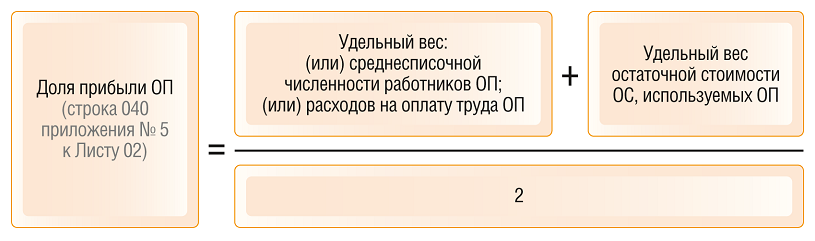 Доля прибыли ОП
(строка 040
приложения № 5
к Листу 02)
=
Удельный вес:
(или) среднесписочной
численности работников ОП;
(или) расходов на оплату труда ОП
+
Удельный вес
остаточной стоимости
ОС, используемых ОП
2